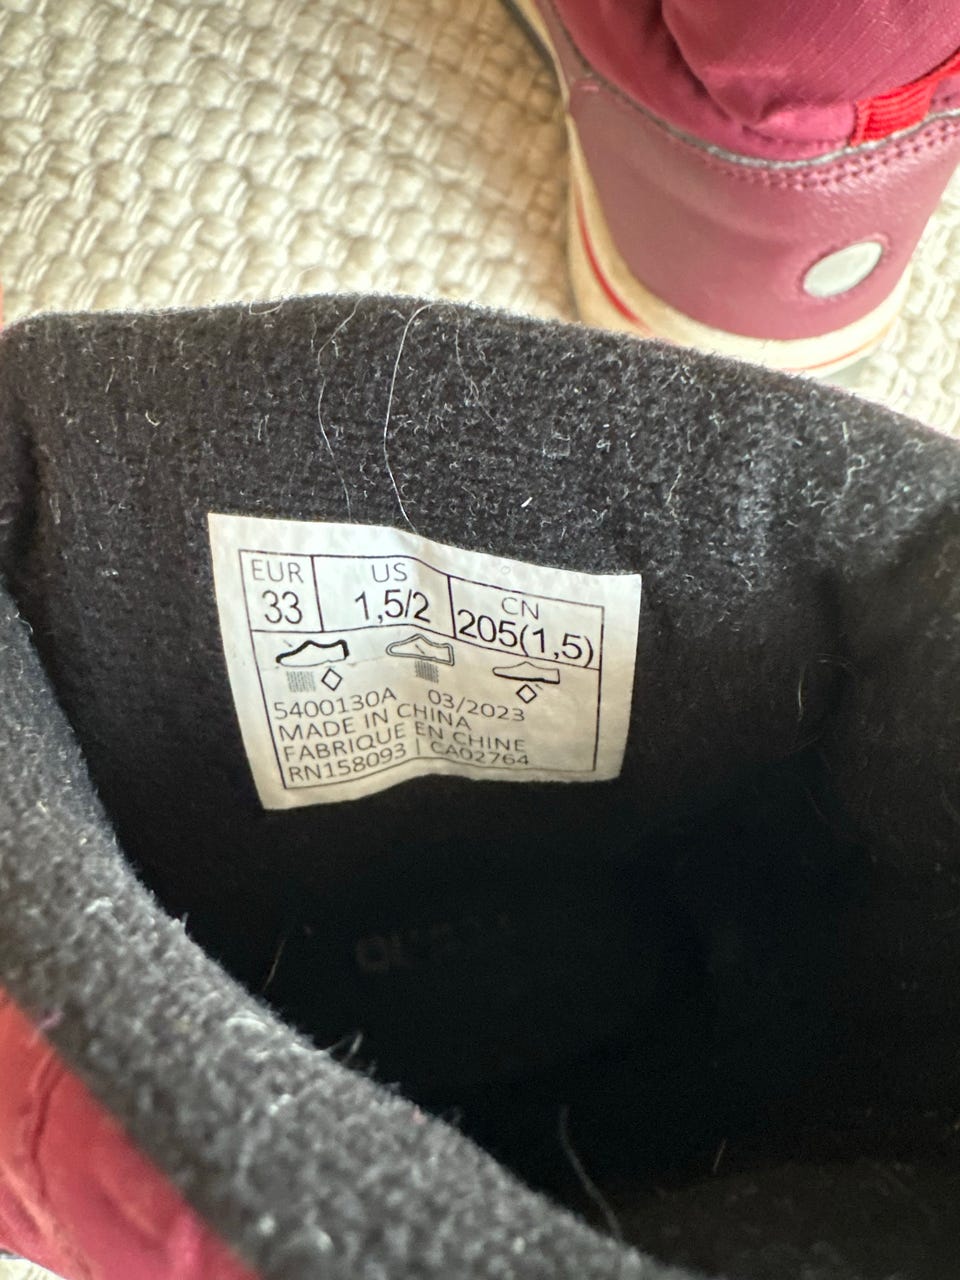 EUR US CN
33 1,5/2 205(1,5)
5400130A 03/2023
MADE IN CHINA
FABRIQUE EN CHINE
RN158093 | CA02764